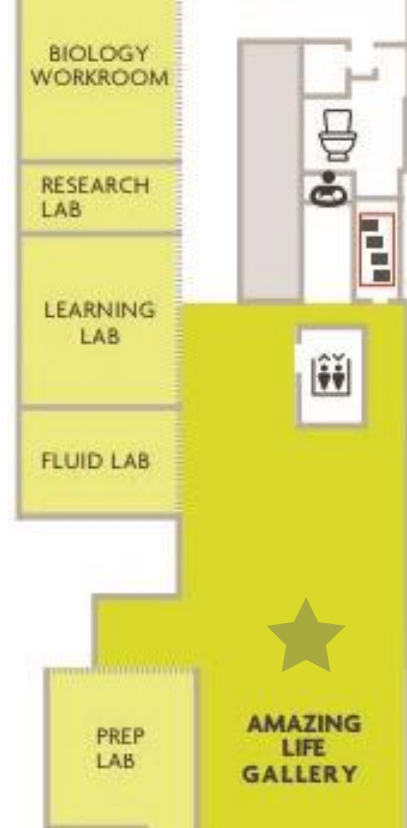 BIOLOGY
WORKROOM
RESEARCH
LAB
LEARNING
LAB
FLUID LAB
PREP
LAB
AMAZING
LIFE
GALLERY